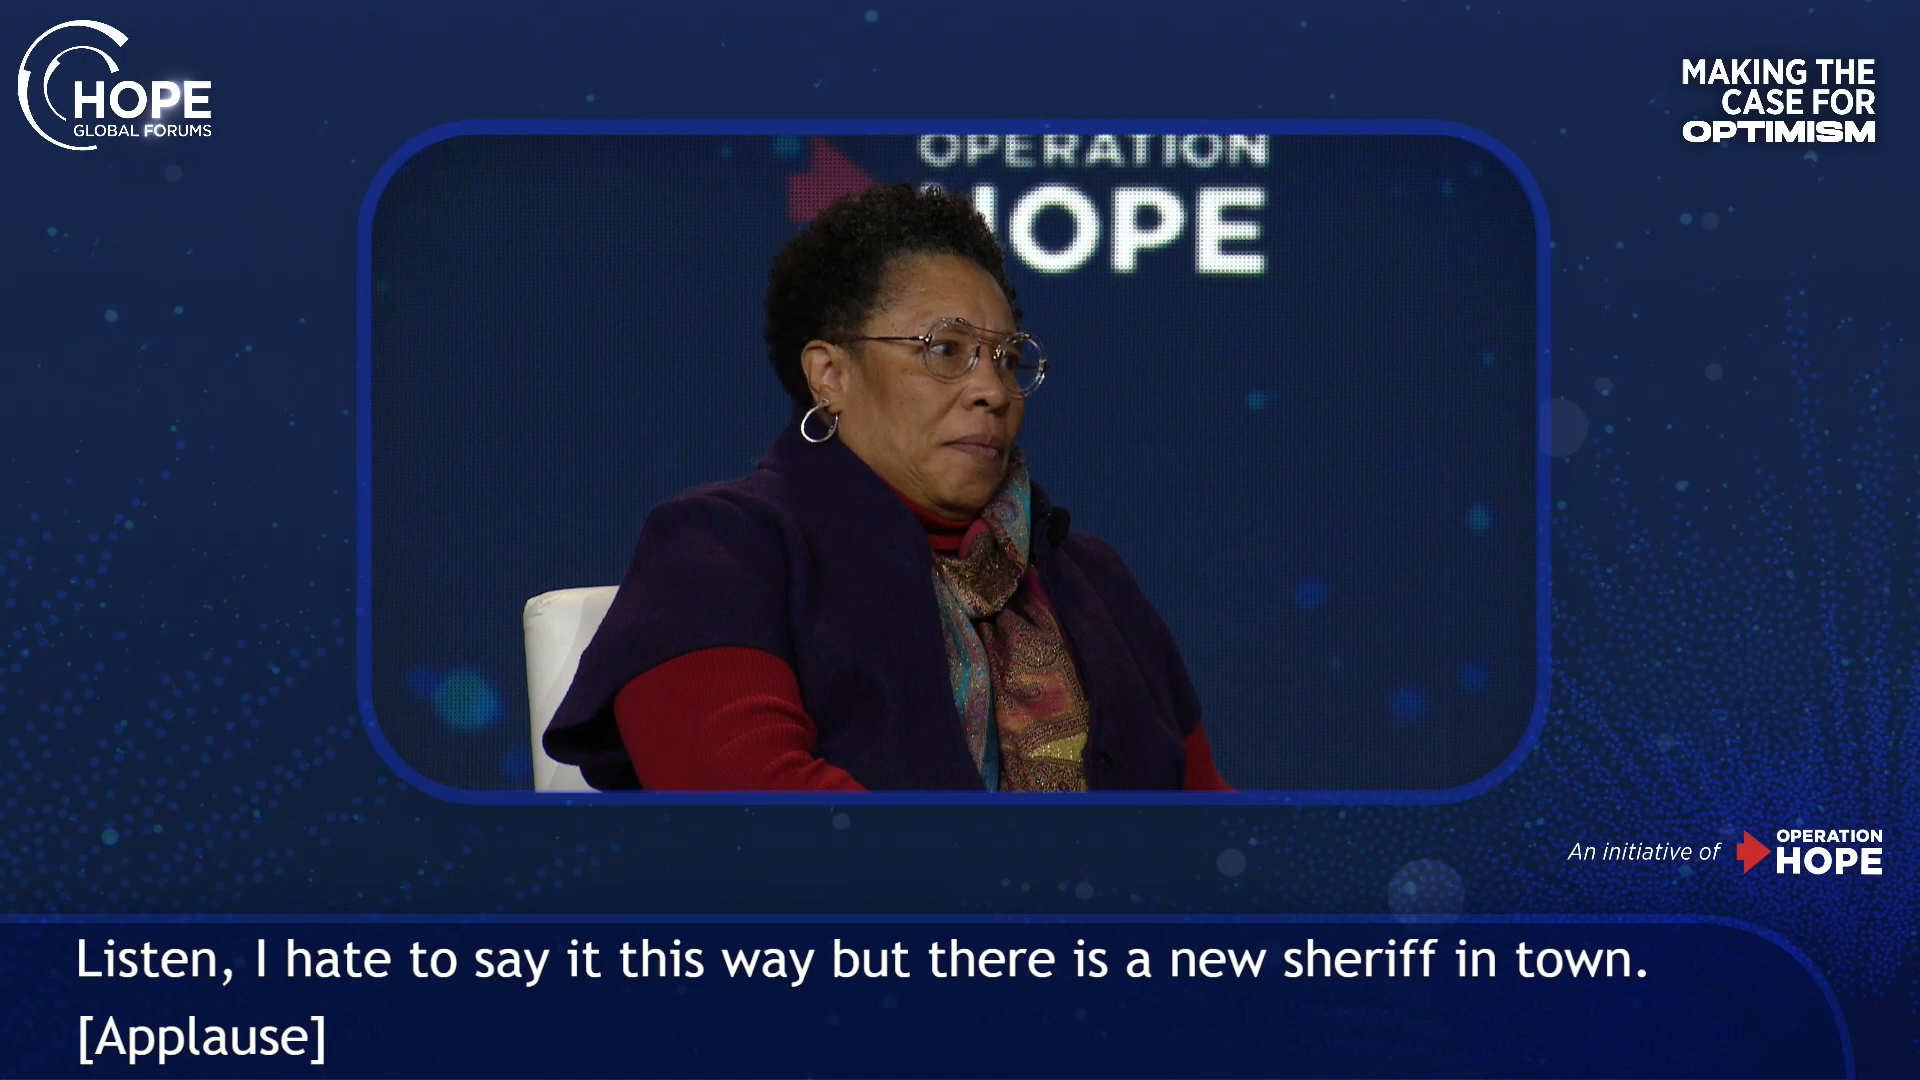 HOPE
GLOBAL FORUMS
MAKING THE
CASE FOR
OPTIMISM
OPERATION
HOPE
An initiative of
OPERATION
HOPE
Listen, I hate to say it this way but there is a new sheriff in town.
[Applause]